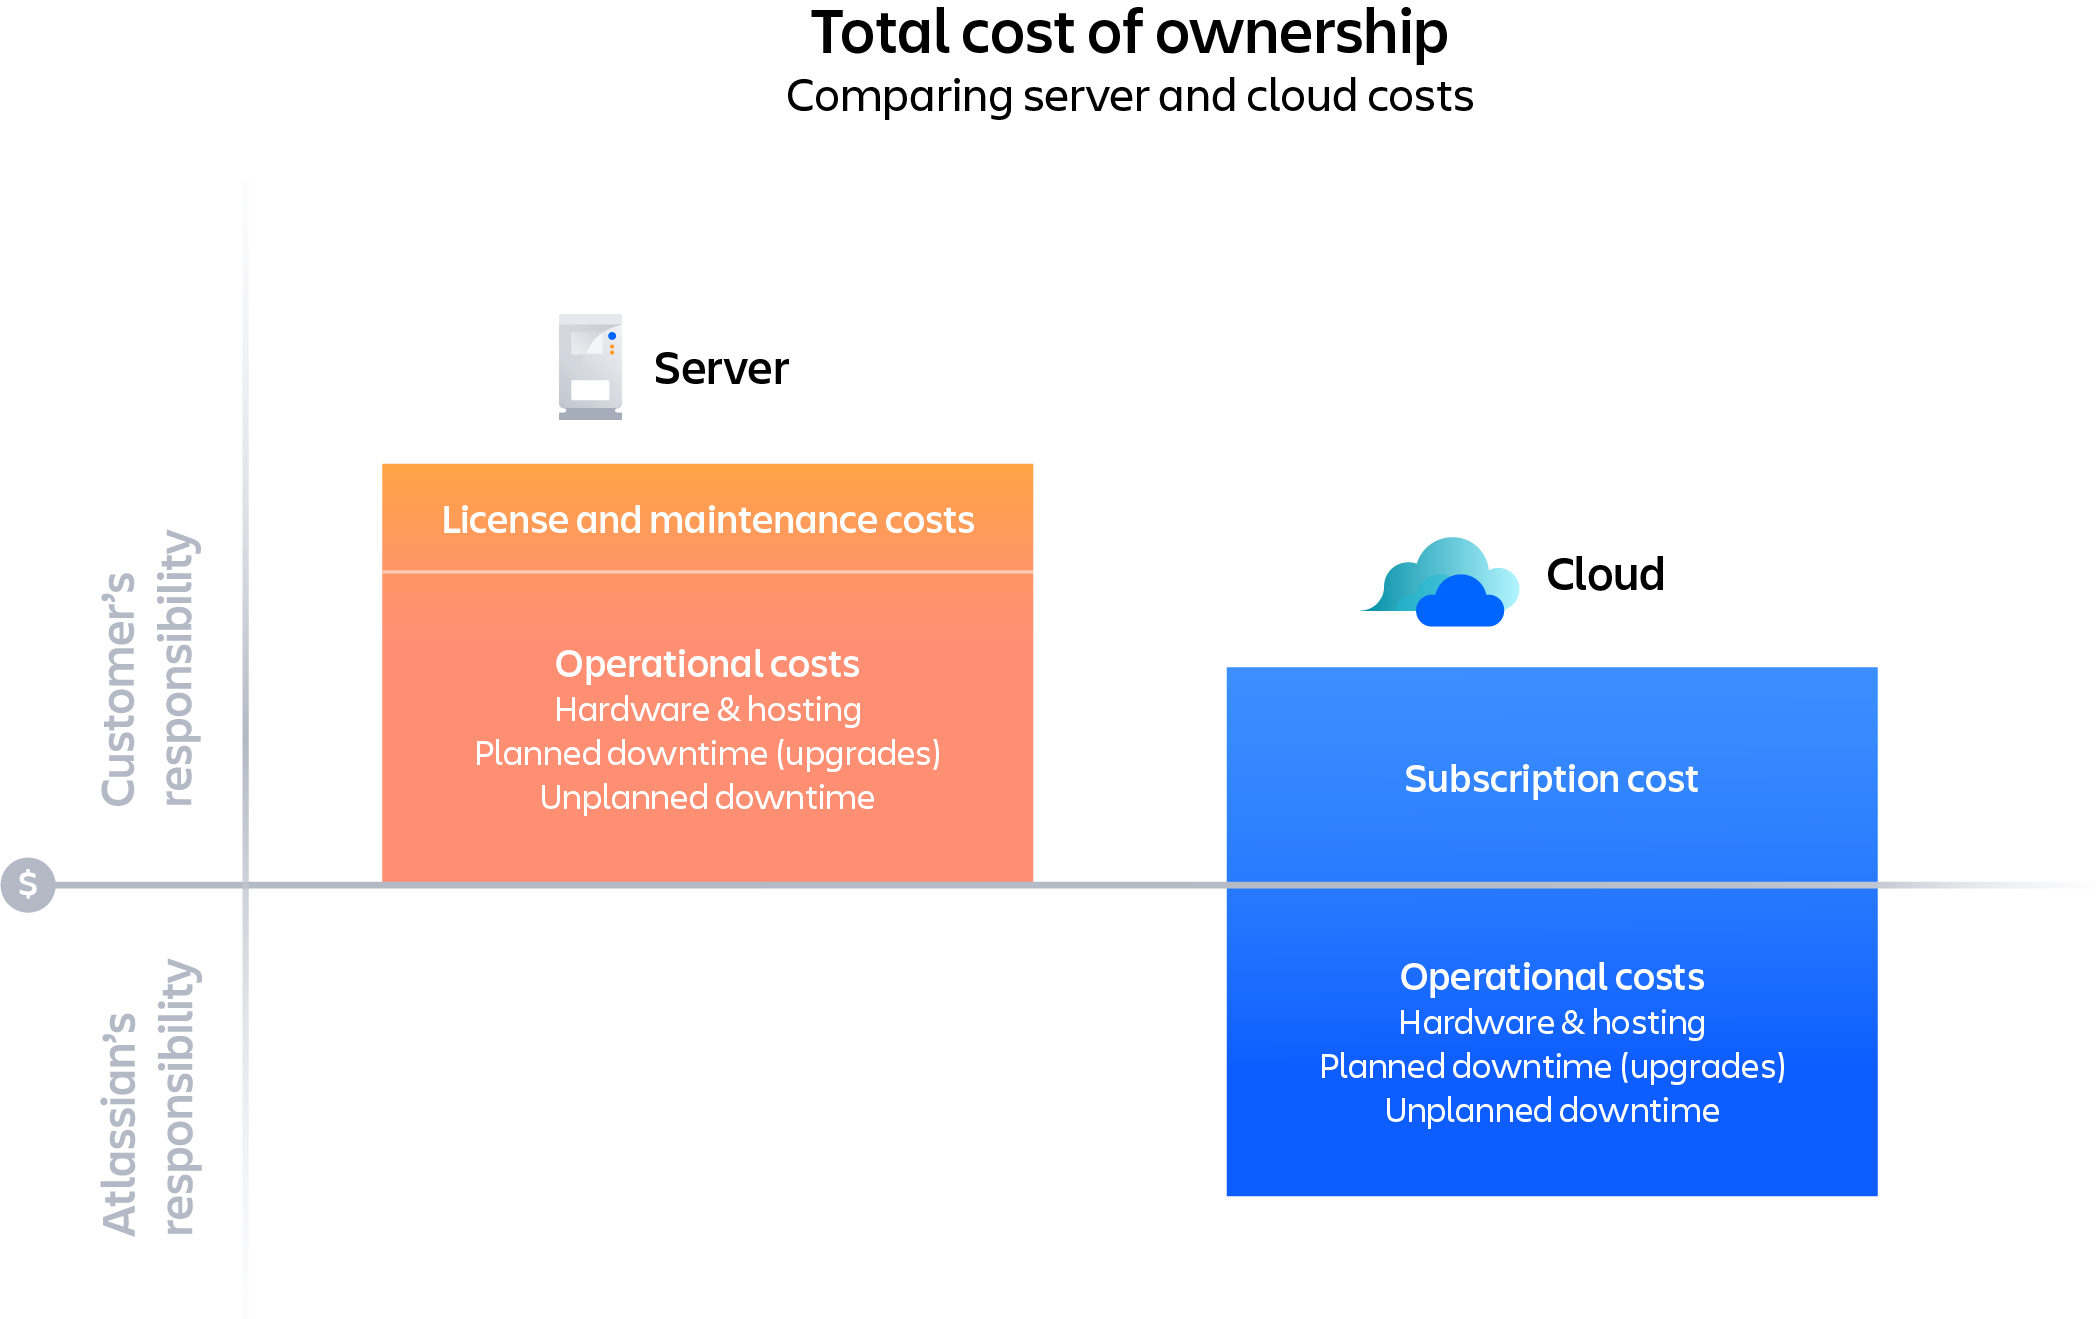 Total cost of ownership
Comparing server and cloud costs
Server
License and maintenance costs
Operational costs
Hardware & hosting
Planned downtime (upgrades)
Unplanned downtime
Cloud
Subscription cost
Operational costs
Hardware & hosting
Planned downtime (upgrades)
Unplanned downtime
Customer’s
responsibility
$
Atlassian’s
responsibility